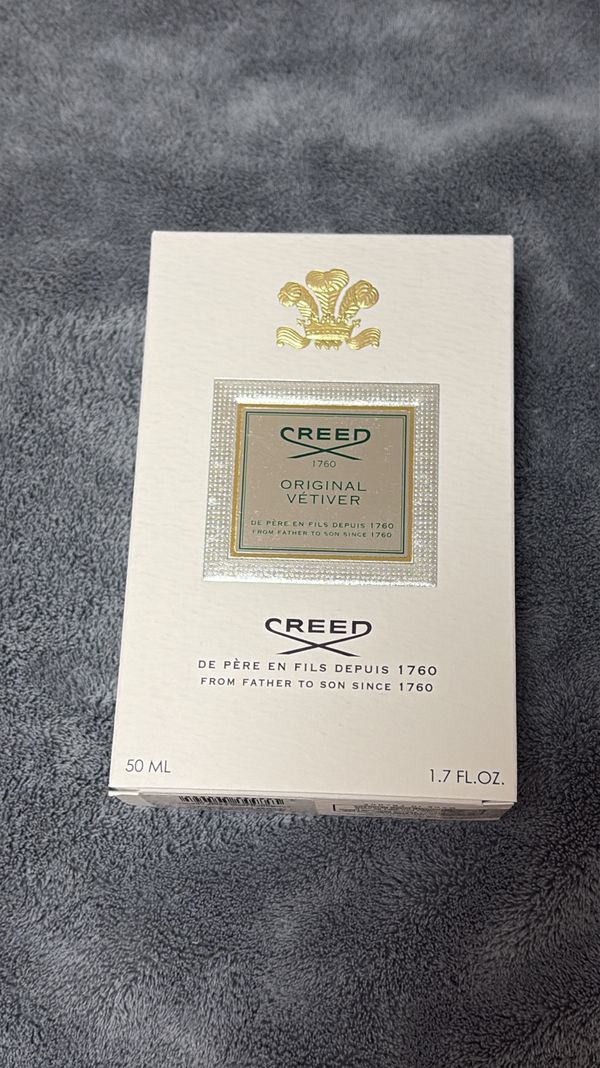 CREED
1760
ORIGINAL
VÉTIVER
DE PÈRE EN FILS DEPUIS 1760
FROM FATHER TO SON SINCE 1760
CREED
DE PÈRE EN FILS DEPUIS 1760
FROM FATHER TO SON SINCE 1760
50 ML
1.7 FL.OZ.